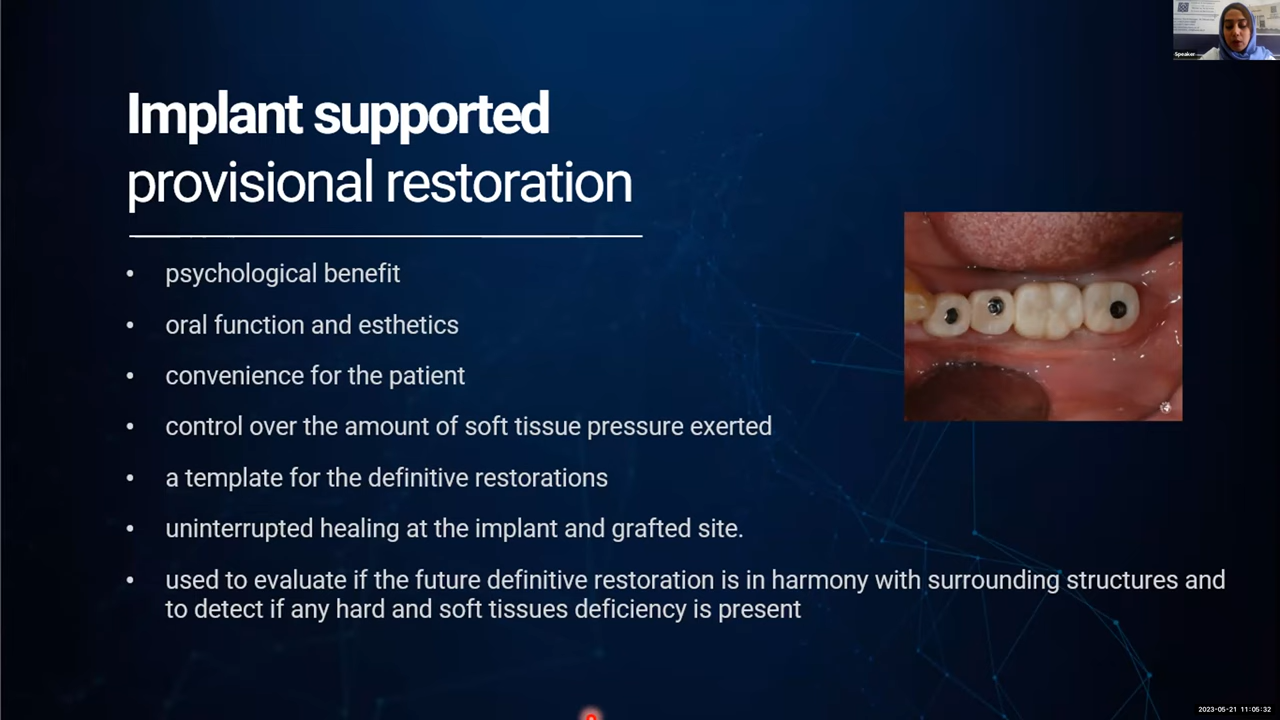 Speaker
Implant supported
provisional restoration
• psychological benefit
• oral function and esthetics
• convenience for the patient
• control over the amount of soft tissue pressure exerted
• a template for the definitive restorations
• uninterrupted healing at the implant and grafted site.
• used to evaluate if the future definitive restoration is in harmony with surrounding structures and
to detect if any hard and soft tissues deficiency is present
2023-05-21 11:05:32